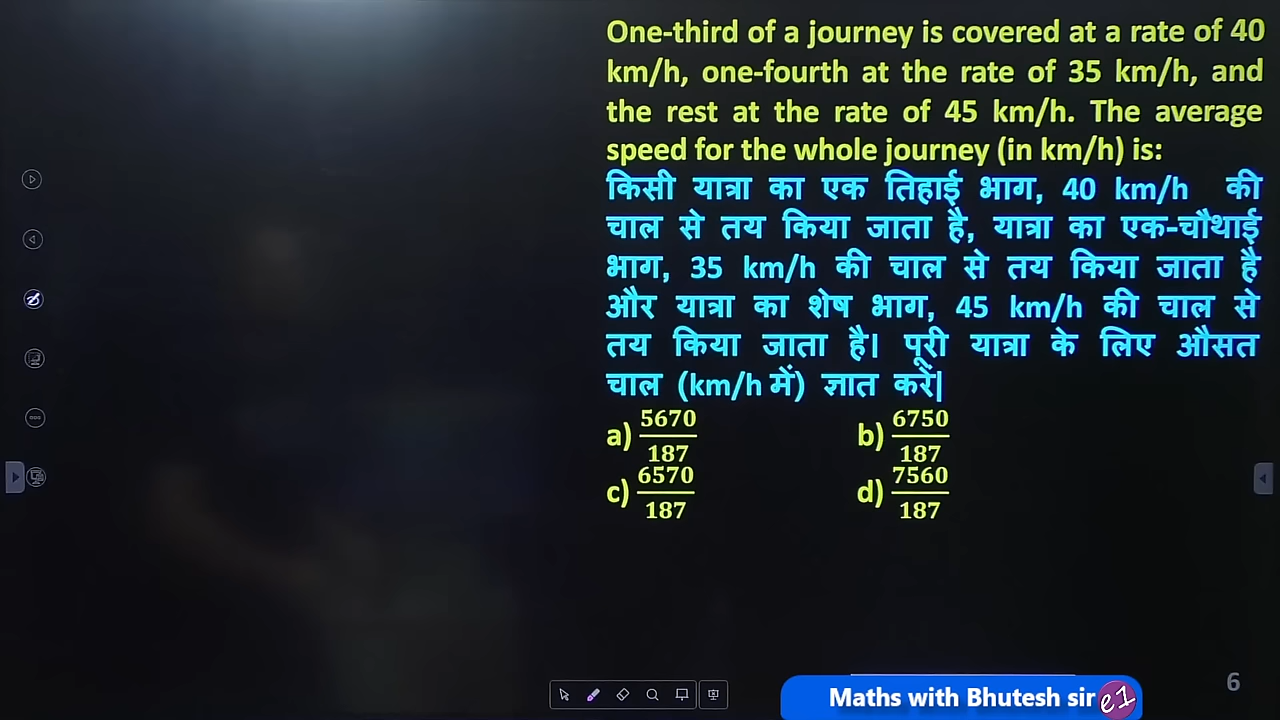 One-third of a journey is covered at a rate of 40
km/h, one-fourth at the rate of 35 km/h, and
the rest at the rate of 45 km/h. The average
speed for the whole journey (in km/h) is:
किसी यात्रा का एक तिहाई भाग, 40 km/h की
चाल से तय किया जाता है, यात्रा का एक-चौथाई
भाग, 35 km/h की चाल से तय किया जाता है
और यात्रा का शेष भाग, 45 km/h की चाल से
तय किया जाता है। पूरी यात्रा के लिए औसत
चाल (km/h में) ज्ञात करें|
a) 5670/187 b) 6750/187
c) 6570/187 d) 7560/187
6
Maths with Bhutesh sir e1